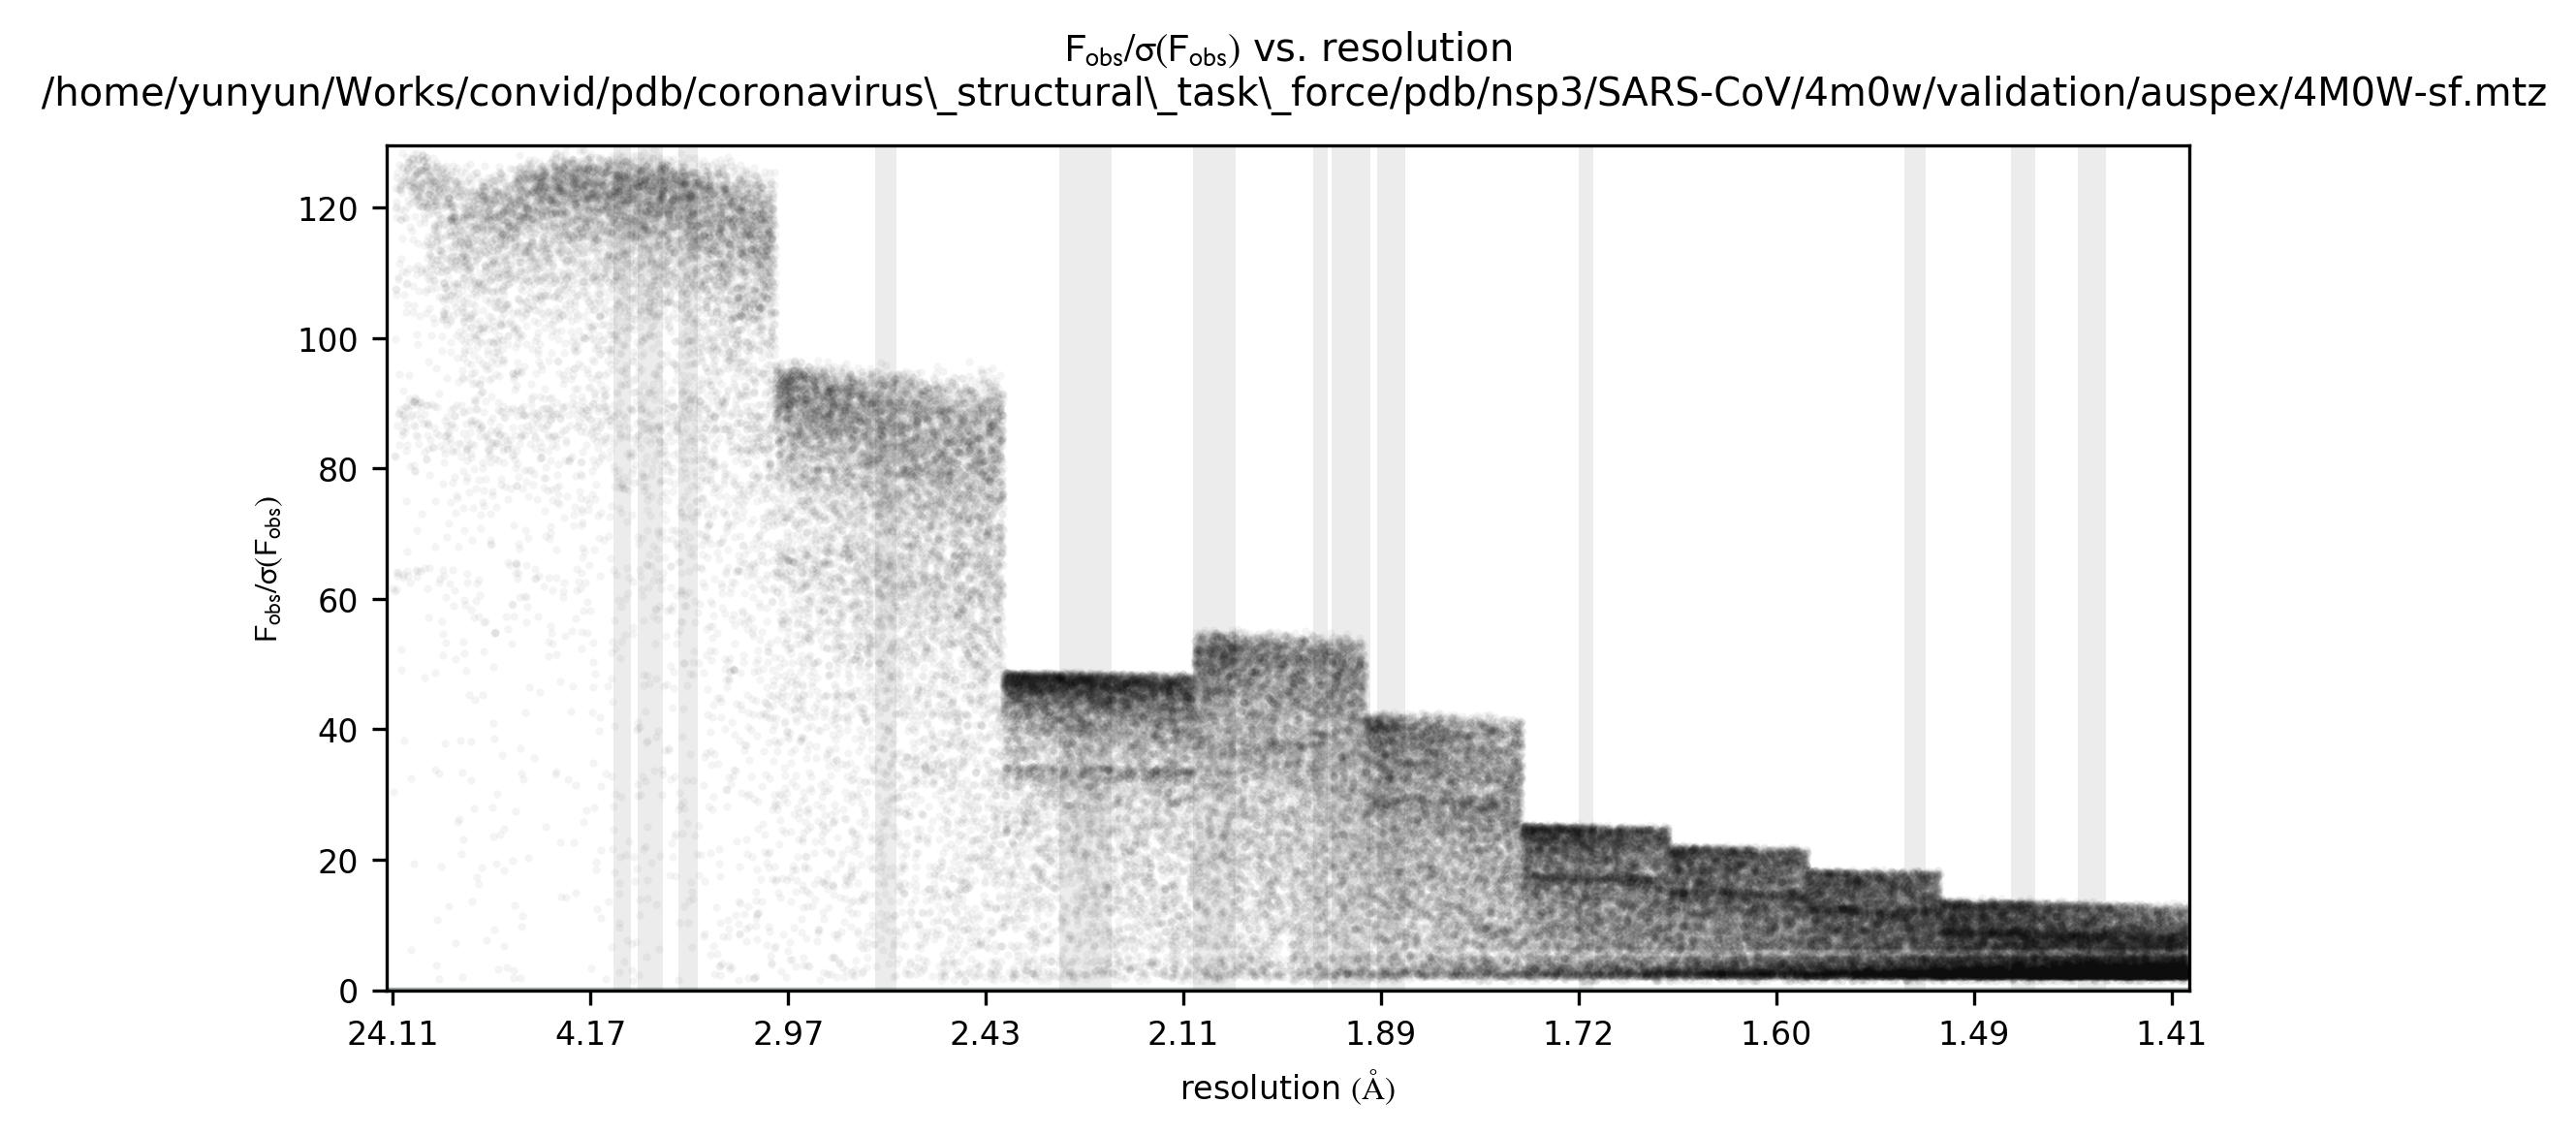 Fobs/σ(Fobs) vs. resolution
/home/yunyun/Works/convid/pdb/coronavirus\_structural\_task\_force/pdb/nsp3/SARS-CoV/4m0w/validation/auspex/4M0W-sf.mtz
Fobs/σ(Fobs)
120
100
80
60
40
20
0
24.11 4.17 2.97 2.43 2.11 1.89 1.72 1.60 1.49 1.41
resolution (Å)